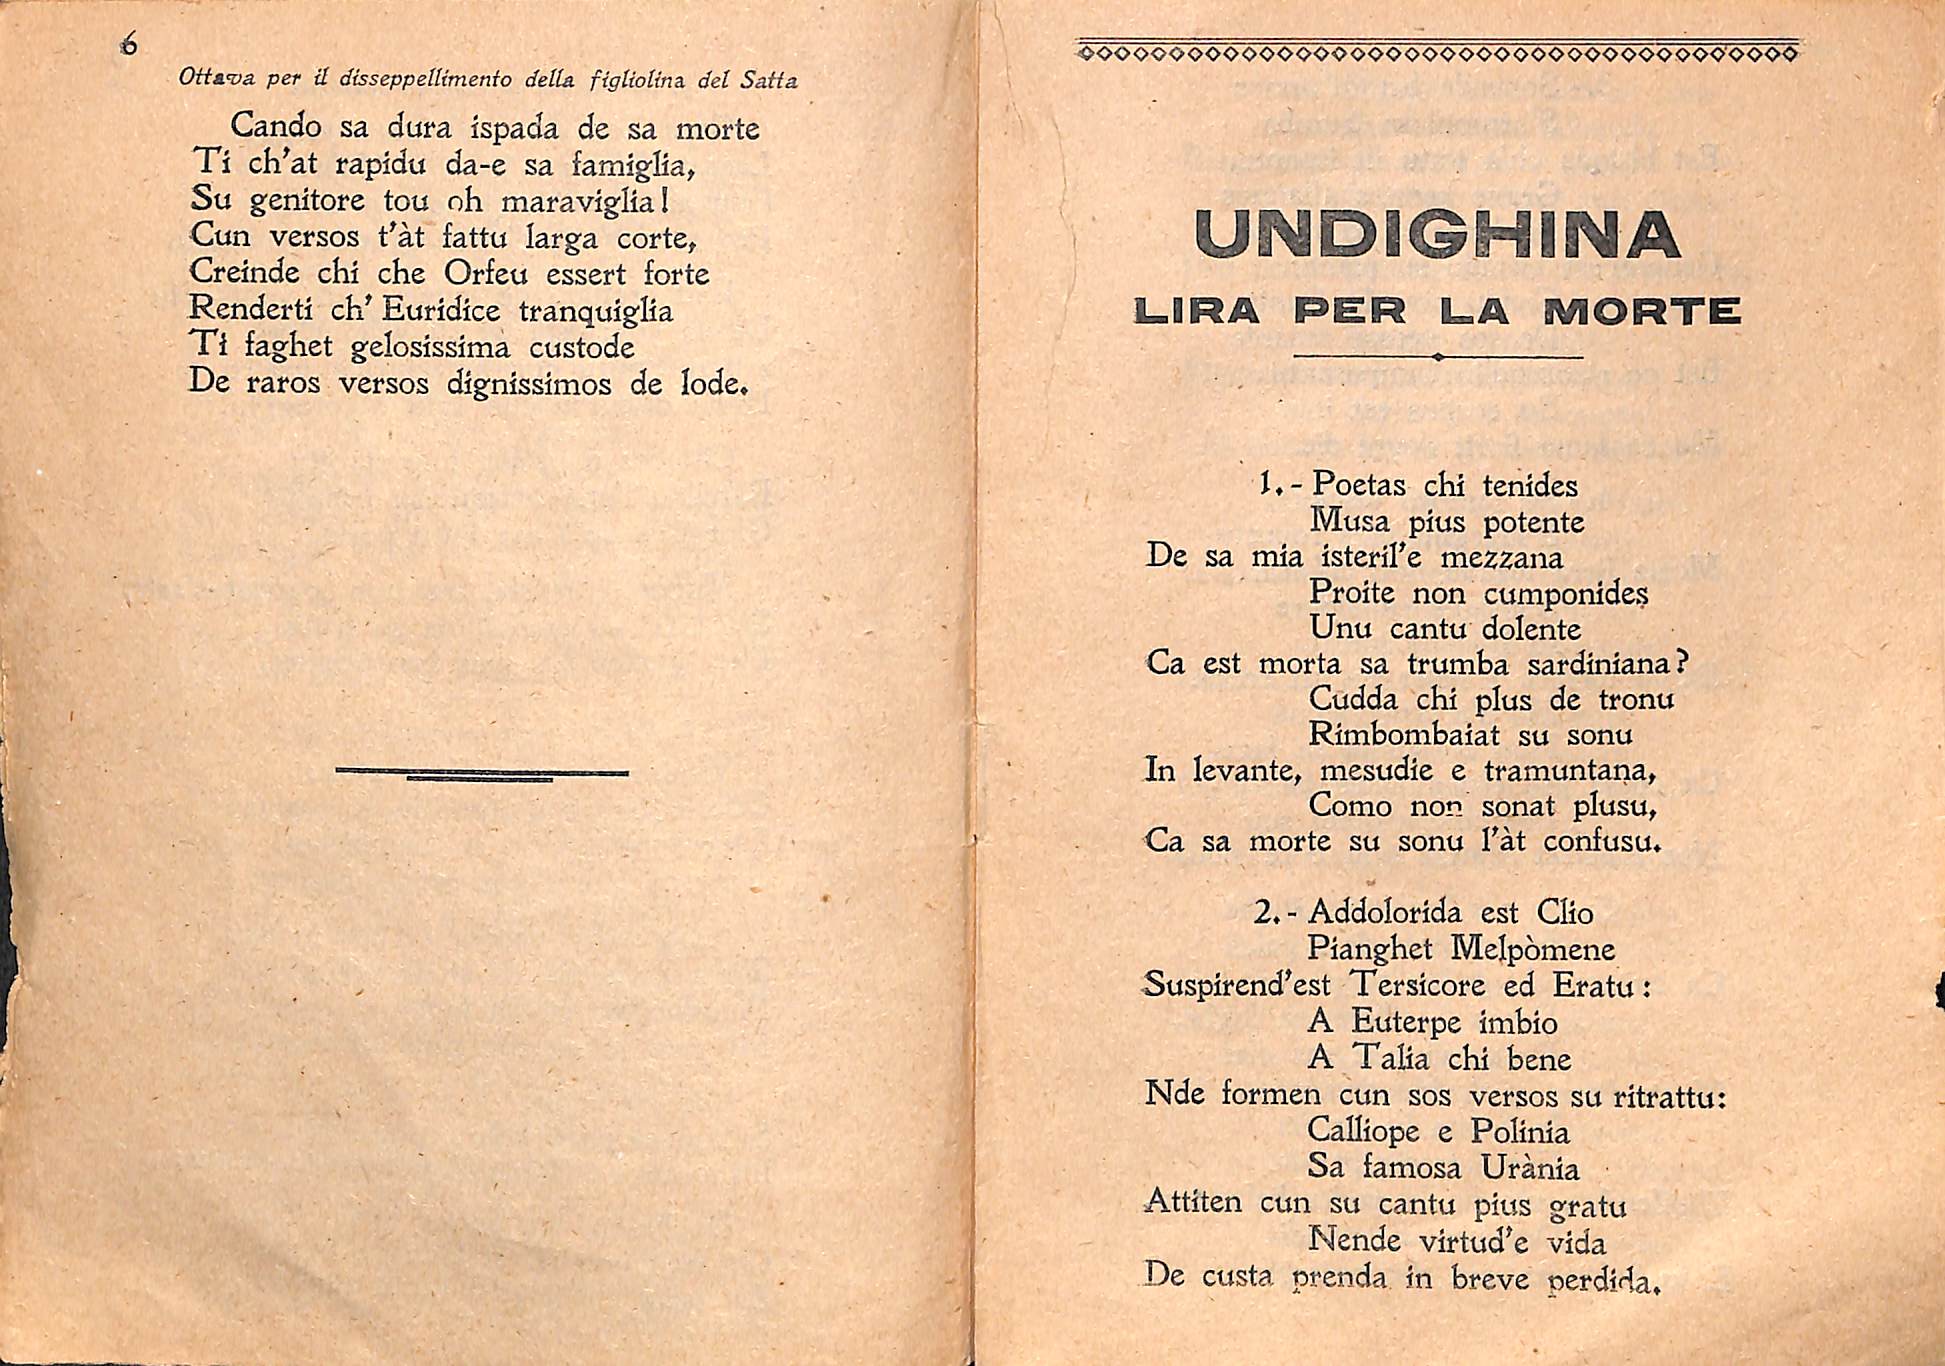 6
Ottava per il disseppellimento della figliolina del Satta
Cando sa dura ispada de sa morte
Ti ch'at rapidu da-e sa famiglia,
Su genitore tou oh maraviglia!
Cun versos t'àt fattu larga corte,
Creinde chi che Orfeu essert forte
Renderti ch' Euridice tranquiglia
Ti faghet gelosissima custode
De raros versos dignissimos de lode.
UNDIGHINA
LIRA PER LA MORTE
1. - Poetas chi tenides
Musa pius potente
De sa mia isteril'e mezzana
Proite non cumponides
Unu cantu dolente
Ca est morta sa trumba sardiniana?
Cudda chi plus de tronu
Rimbombaiat su sonu
In levante, mesudie e tramuntana,
Como non sonat plusu,
Ca sa morte su sonu l'àt confusu.
2. - Addolorida est Clio
Pianghet Melpòmene
Suspirend'est Tersicore ed Eratu :
A Euterpe imbio
A Talia chi bene
Nde formen cun sos versos su ritrattu:
Calliope e Polinia
Sa famosa Urània
Attiten cun su cantu pius gratu
Nende virtud'e vida
De custa prenda in breve perdida.